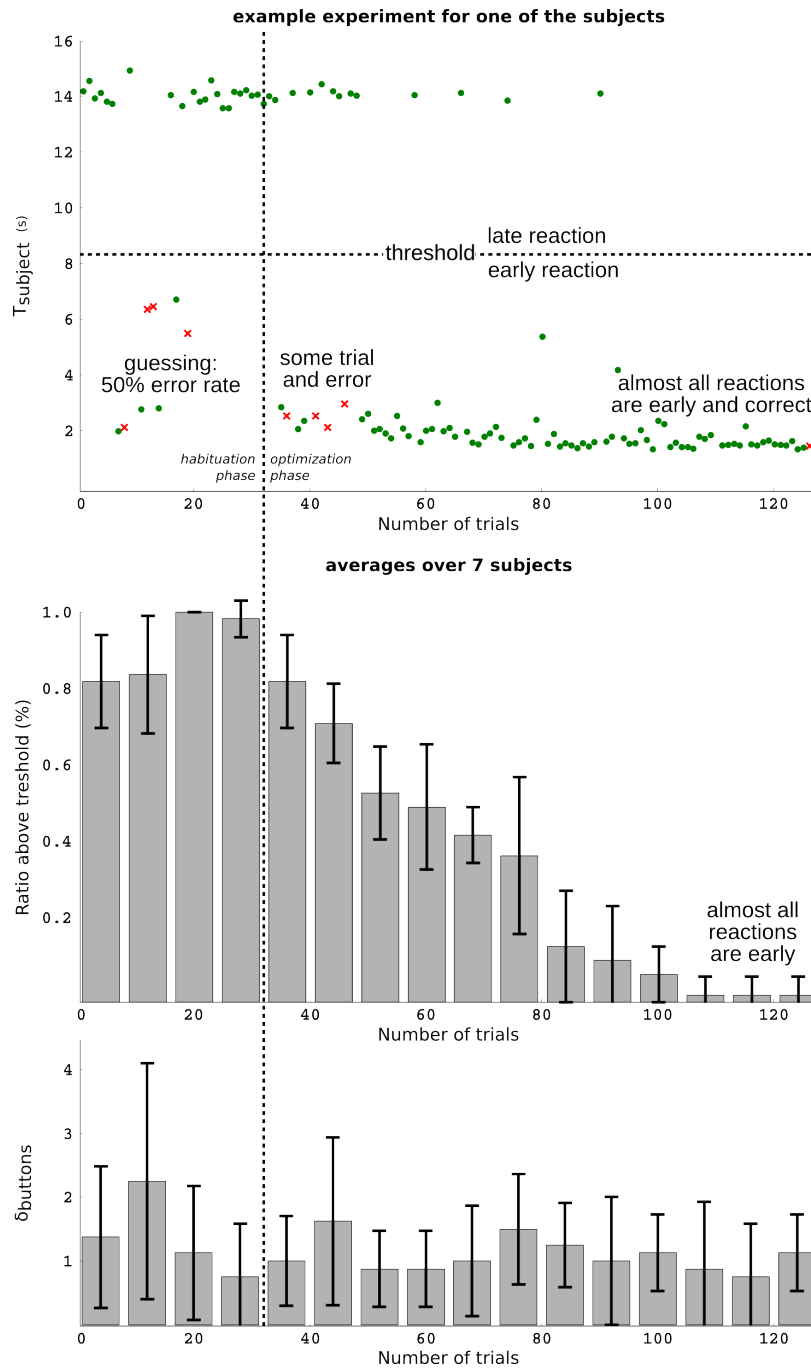 example experiment for one of the subjects
16
14
12
10
8
6
4
2
Tsubject (s)
late reaction
threshold
early reaction
guessing:
50% error rate
some trial
and error
almost all reactions
are early and correct
habituation
phase
optimization
phase
0 20 40 60 80 100 120
Number of trials
averages over 7 subjects
1.0
0.8
0.6
0.4
0.2
Ratio above treshold (%)
almost all
reactions
are early
0 20 40 60 80 100 120
Number of trials
4
3
2
1
δbuttons
0 20 40 60 80 100 120
Number of trials